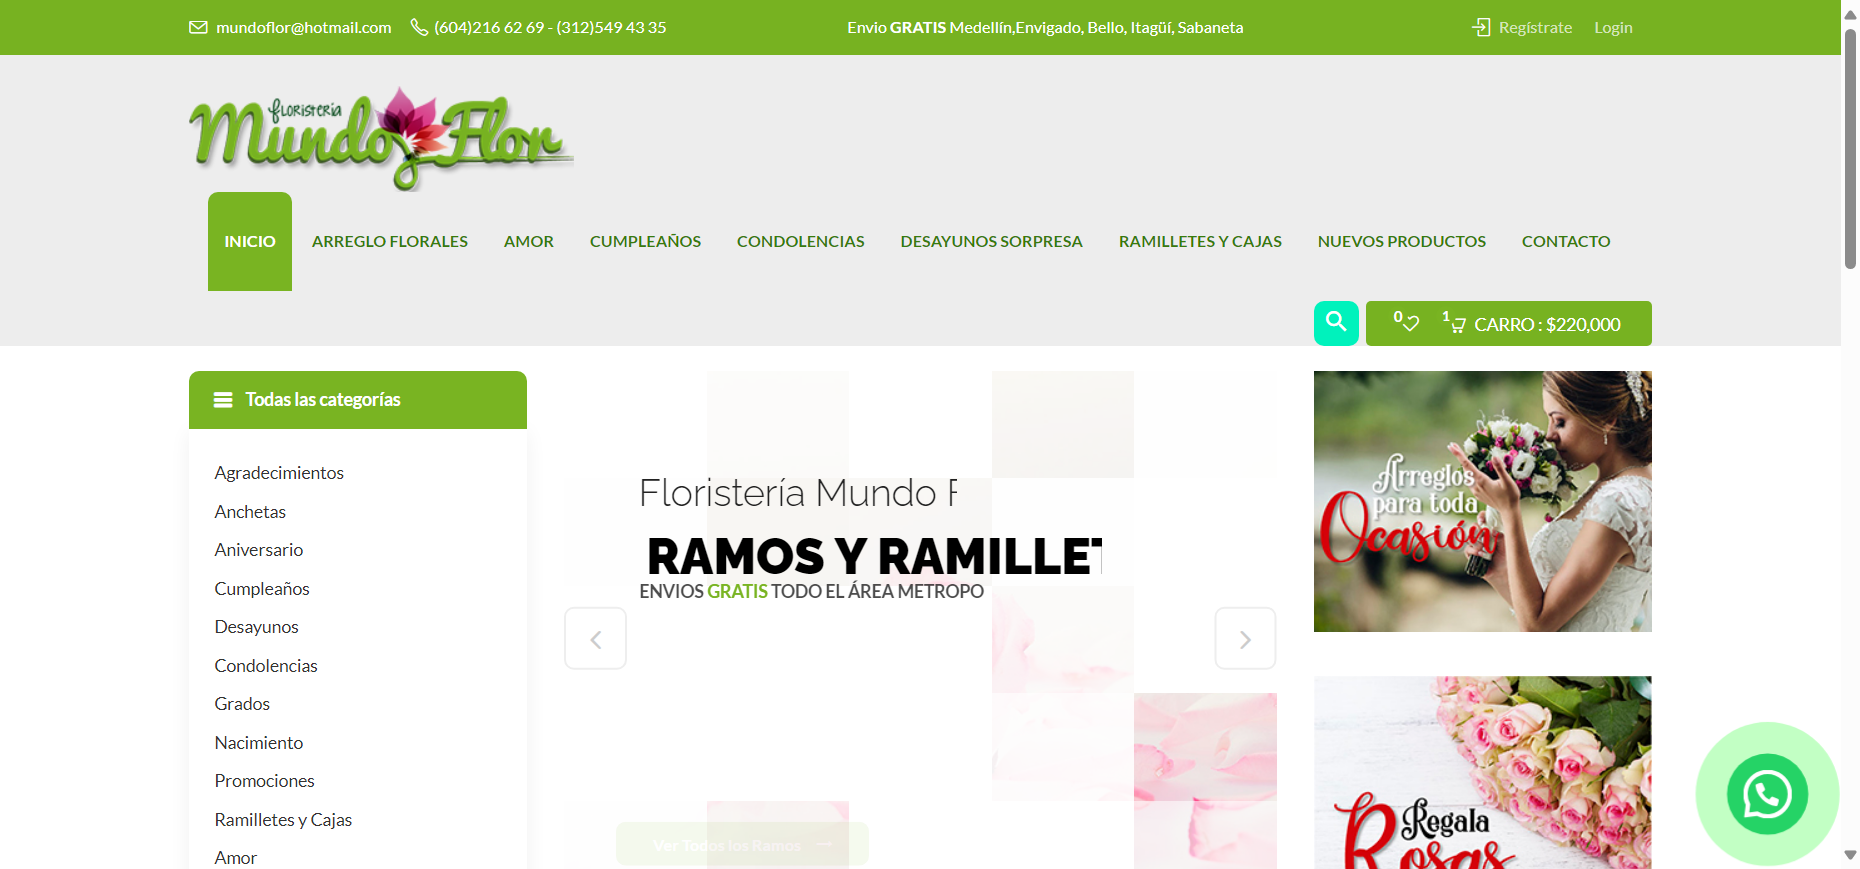 mundoflor@hotmail.com (604)216 62 69 - (312)549 43 35 Envio GRATIS Medellín,Envigado, Bello, Itagüí, Sabaneta Regístrate Login
FLORISTERIA
Mundo Flor
INICIO ARREGLO FLORALES AMOR CUMPLEAÑOS CONDOLENCIAS DESAYUNOS SORPRESA RAMILLETES Y CAJAS NUEVOS PRODUCTOS CONTACTO
0 1 CARRO : $220,000
Todas las categorías
Agradecimientos
Anchetas
Aniversario
Cumpleaños
Desayunos
Condolencias
Grados
Nacimiento
Promociones
Ramilletes y Cajas
Amor
Floristería Mundo F
RAMOS Y RAMILLET
ENVIOS GRATIS TODO EL ÁREA METROPO
Ver Todos los Ramos
Arreglos
para toda
Ocasión
Regala
Rosas